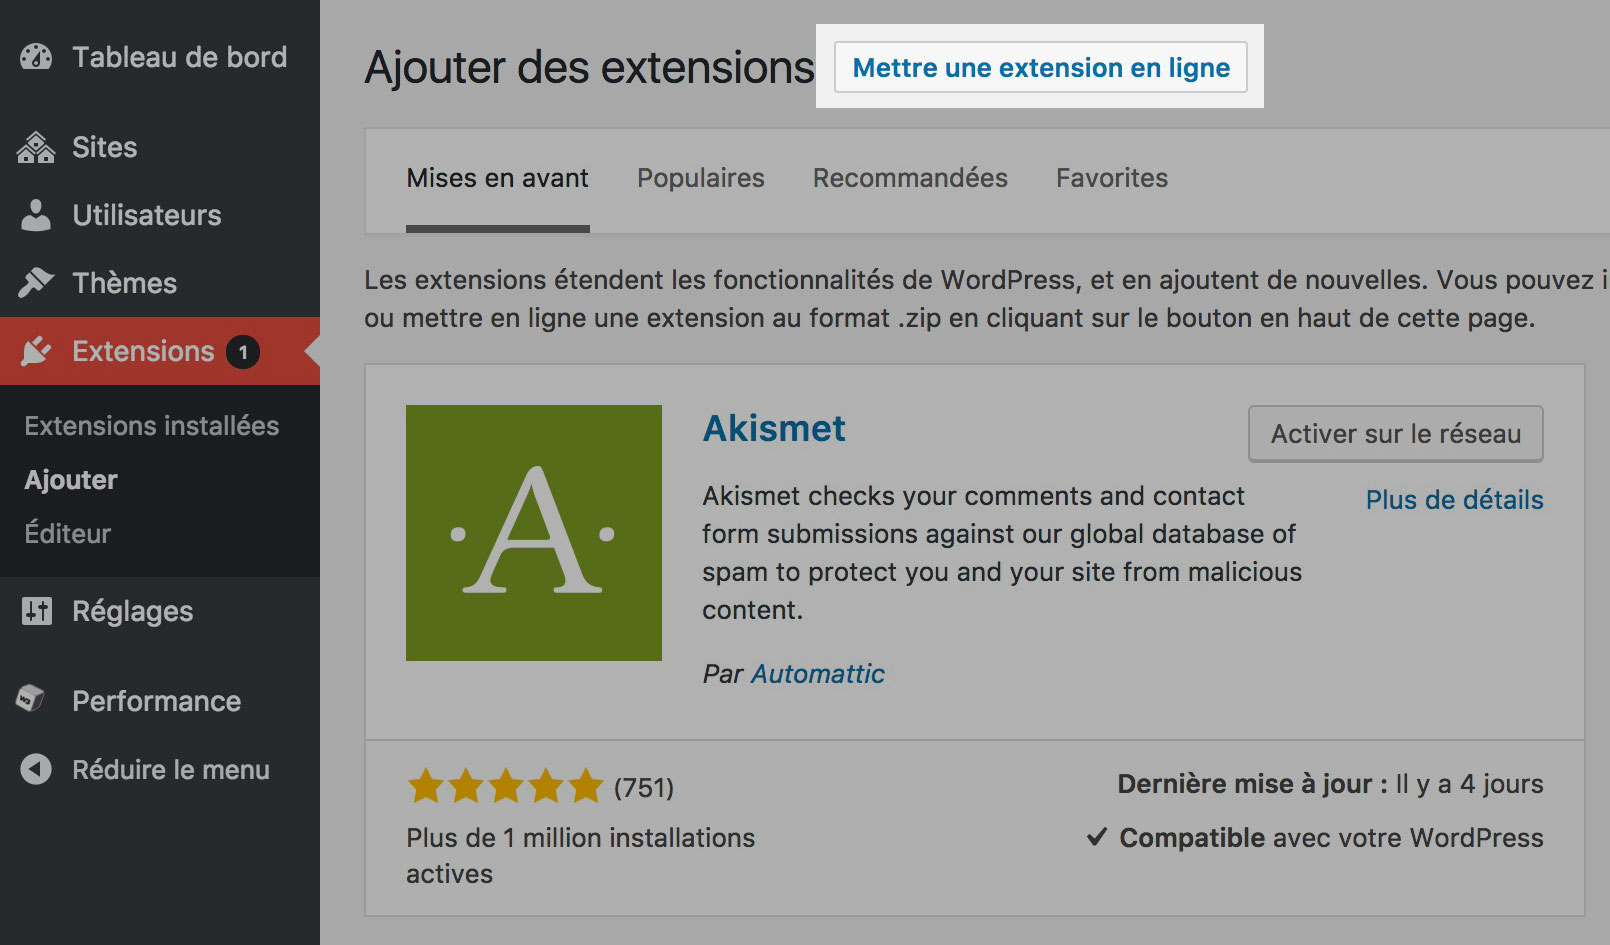 Tableau de bord
Sites
Utilisateurs
Thèmes
Extensions 1
Extensions installées
Ajouter
Éditeur
Réglages
Performance
Réduire le menu
Ajouter des extensions
Mettre une extension en ligne
Mises en avant Populaires Recommandées Favorites
Les extensions étendent les fonctionnalités de WordPress, et en ajoutent de nouvelles. Vous pouvez i
ou mettre en ligne une extension au format .zip en cliquant sur le bouton en haut de cette page.
·A·
Akismet
Activer sur le réseau
Plus de détails
Akismet checks your comments and contact
form submissions against our global database of
spam to protect you and your site from malicious
content.
Par Automattic
(751)
Plus de 1 million installations
actives
Dernière mise à jour : Il y a 4 jours
Compatible avec votre WordPress